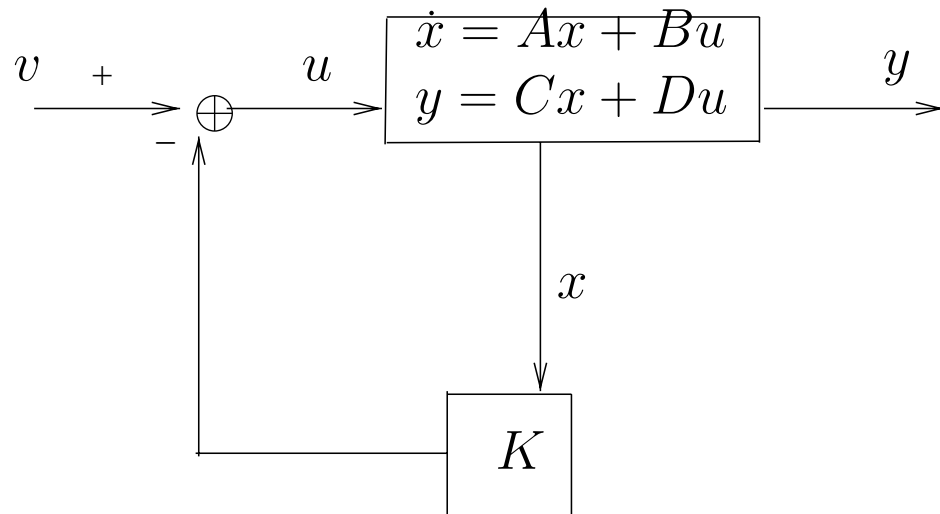 v
+
u
ẋ = Ax + Bu
y = Cx + Du
y
−
x
K